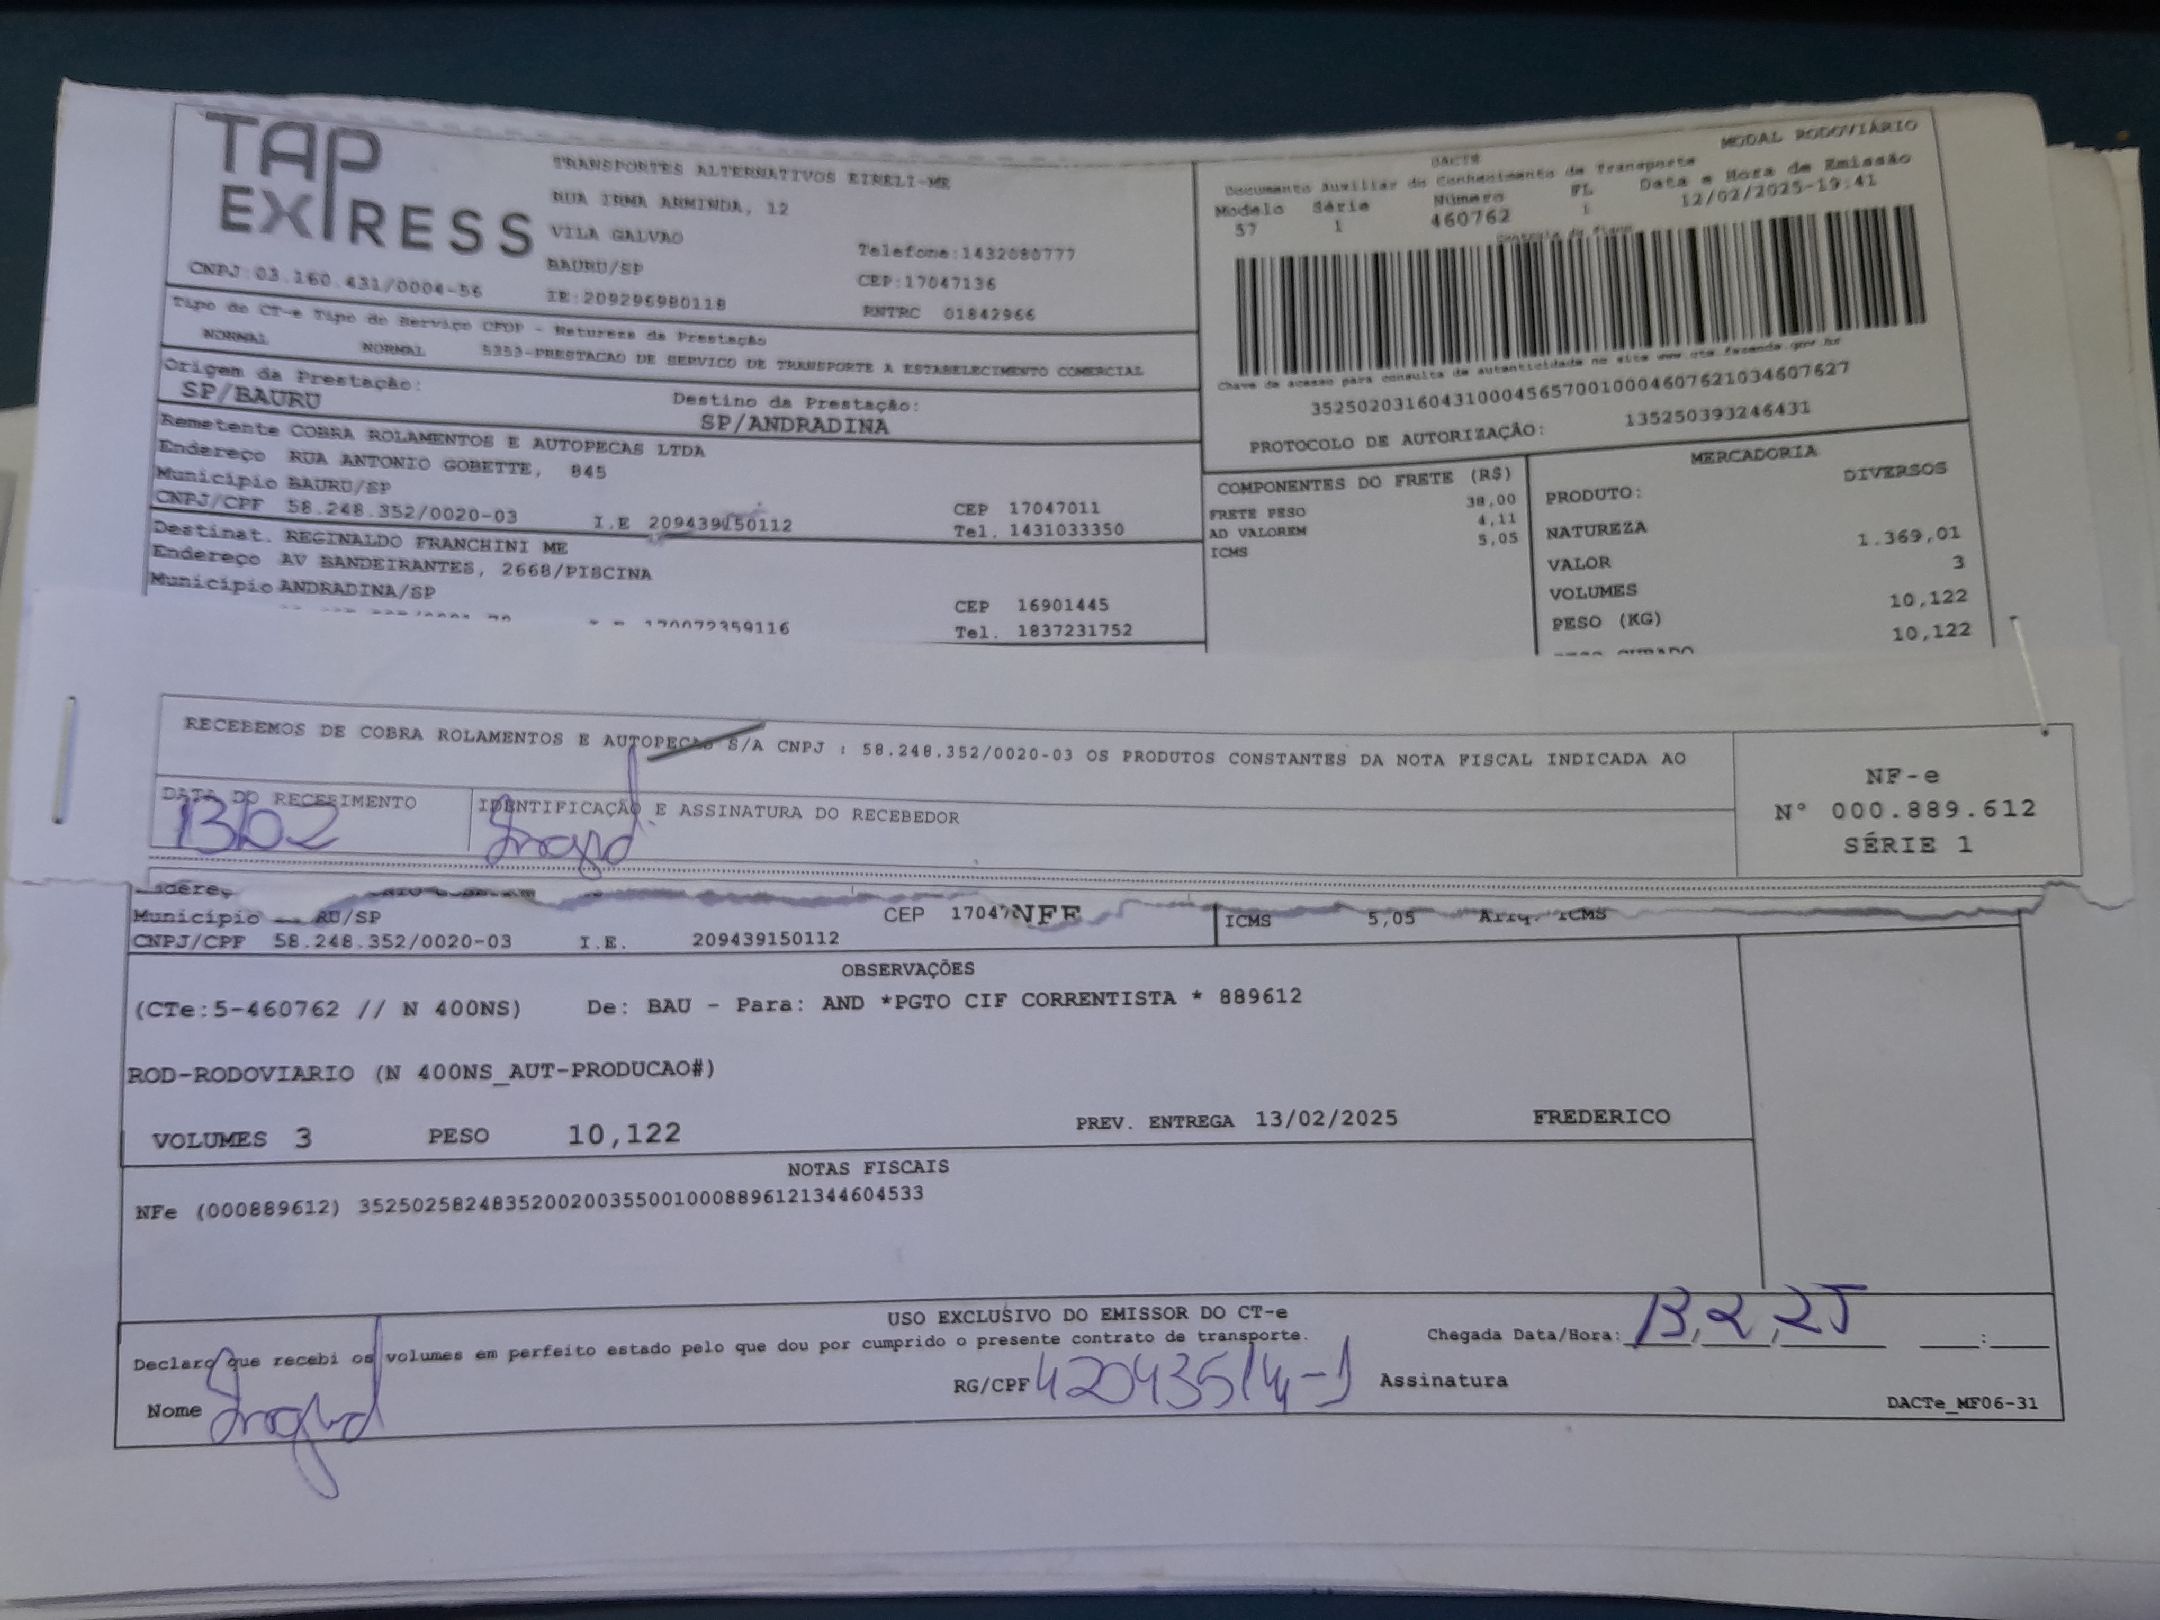 TAP EXPRESS
TRANSPORTES ALTERNATIVOS EIRELI-ME
RUA IRMA ARMINDA, 12
VILA GALVAO
BAURU/SP
Telefone:1432080777
CEP:17047136
CNPJ:03.160.431/0004-56
IE:209296980118
RNTRC 01842966
MODAL RODOVIÁRIO
DACTE
Documento Auxiliar do Conhecimento de Transporte
Modelo Série Número FL Data e Hora de Emissão
57 1 460762 1 12/02/2025-19:41
Controle do Fisco
Chave de acesso para consulta de autenticidade no site www.cte.fazenda.gov.br
35250203160431000456570010004607621034607627
PROTOCOLO DE AUTORIZAÇÃO: 135250393246431
Tipo do CT-e Tipo do Serviço CFOP - Natureza da Prestação
NORMAL NORMAL 5353-PRESTACAO DE SERVICO DE TRANSPORTE A ESTABELECIMENTO COMERCIAL
Origem da Prestação: Destino da Prestação:
SP/BAURU SP/ANDRADINA
Remetente COBRA ROLAMENTOS E AUTOPECAS LTDA
Endereço RUA ANTONIO GOBETTE, 845
Município BAURU/SP CEP 17047011
CNPJ/CPF 58.248.352/0020-03 I.E 209439150112 Tel. 1431033350
Destinat. REGINALDO FRANCHINI ME
Endereço AV BANDEIRANTES, 2668/PISCINA
Município ANDRADINA/SP CEP 16901445
170072359116 Tel. 1837231752
COMPONENTES DO FRETE (R$)
FRETE PESO 38,00
AD VALOREM 4,11
ICMS 5,05
MERCADORIA
PRODUTO: DIVERSOS
NATUREZA
VALOR 1.369,01
VOLUMES 3
PESO (KG) 10,122
PESO CUBADO 10,122
RECEBEMOS DE COBRA ROLAMENTOS E AUTOPECAS S/A CNPJ : 58.248.352/0020-03 OS PRODUTOS CONSTANTES DA NOTA FISCAL INDICADA AO
DATA DO RECEBIMENTO IDENTIFICAÇÃO E ASSINATURA DO RECEBEDOR
13/02
NF-e
N° 000.889.612
SÉRIE 1
Município RU/SP CEP 17047 NFE
ICMS 5,05 ICMS
CNPJ/CPF 58.248.352/0020-03 I.E. 209439150112
OBSERVAÇÕES
(CTe:5-460762 // N 400NS) De: BAU - Para: AND *PGTO CIF CORRENTISTA * 889612
ROD-RODOVIARIO (N 400NS_AUT-PRODUCAO#)
VOLUMES 3 PESO 10,122 PREV. ENTREGA 13/02/2025 FREDERICO
NOTAS FISCAIS
NFe (000889612) 35250258248352002003550010008896121344604533
USO EXCLUSIVO DO EMISSOR DO CT-e
Declaro que recebi os volumes em perfeito estado pelo que dou por cumprido o presente contrato de transporte.
Chegada Data/Hora: 13,2,25 :
Nome RG/CPF Assinatura
DACTe_MF06-31